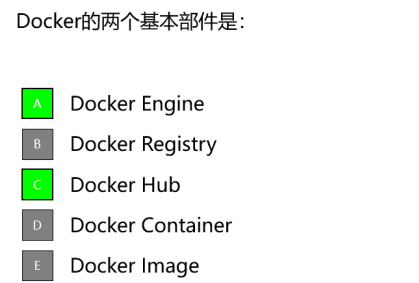 Docker的两个基本部件是：
A Docker Engine
B Docker Registry
C Docker Hub
D Docker Container
E Docker Image